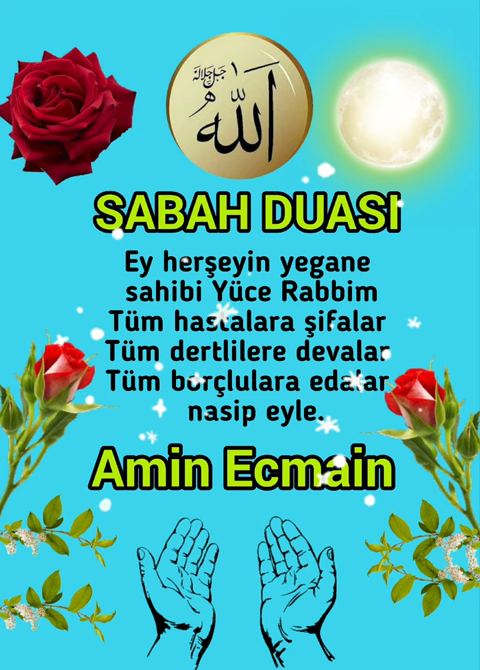 الله
جل جلاله
SABAH DUASI
Ey herşeyin yegane
sahibi Yüce Rabbim
Tüm hastalara şifalar
Tüm dertlilere devalar
Tüm borçlulara edalar
nasip eyle.
Amin Ecmain